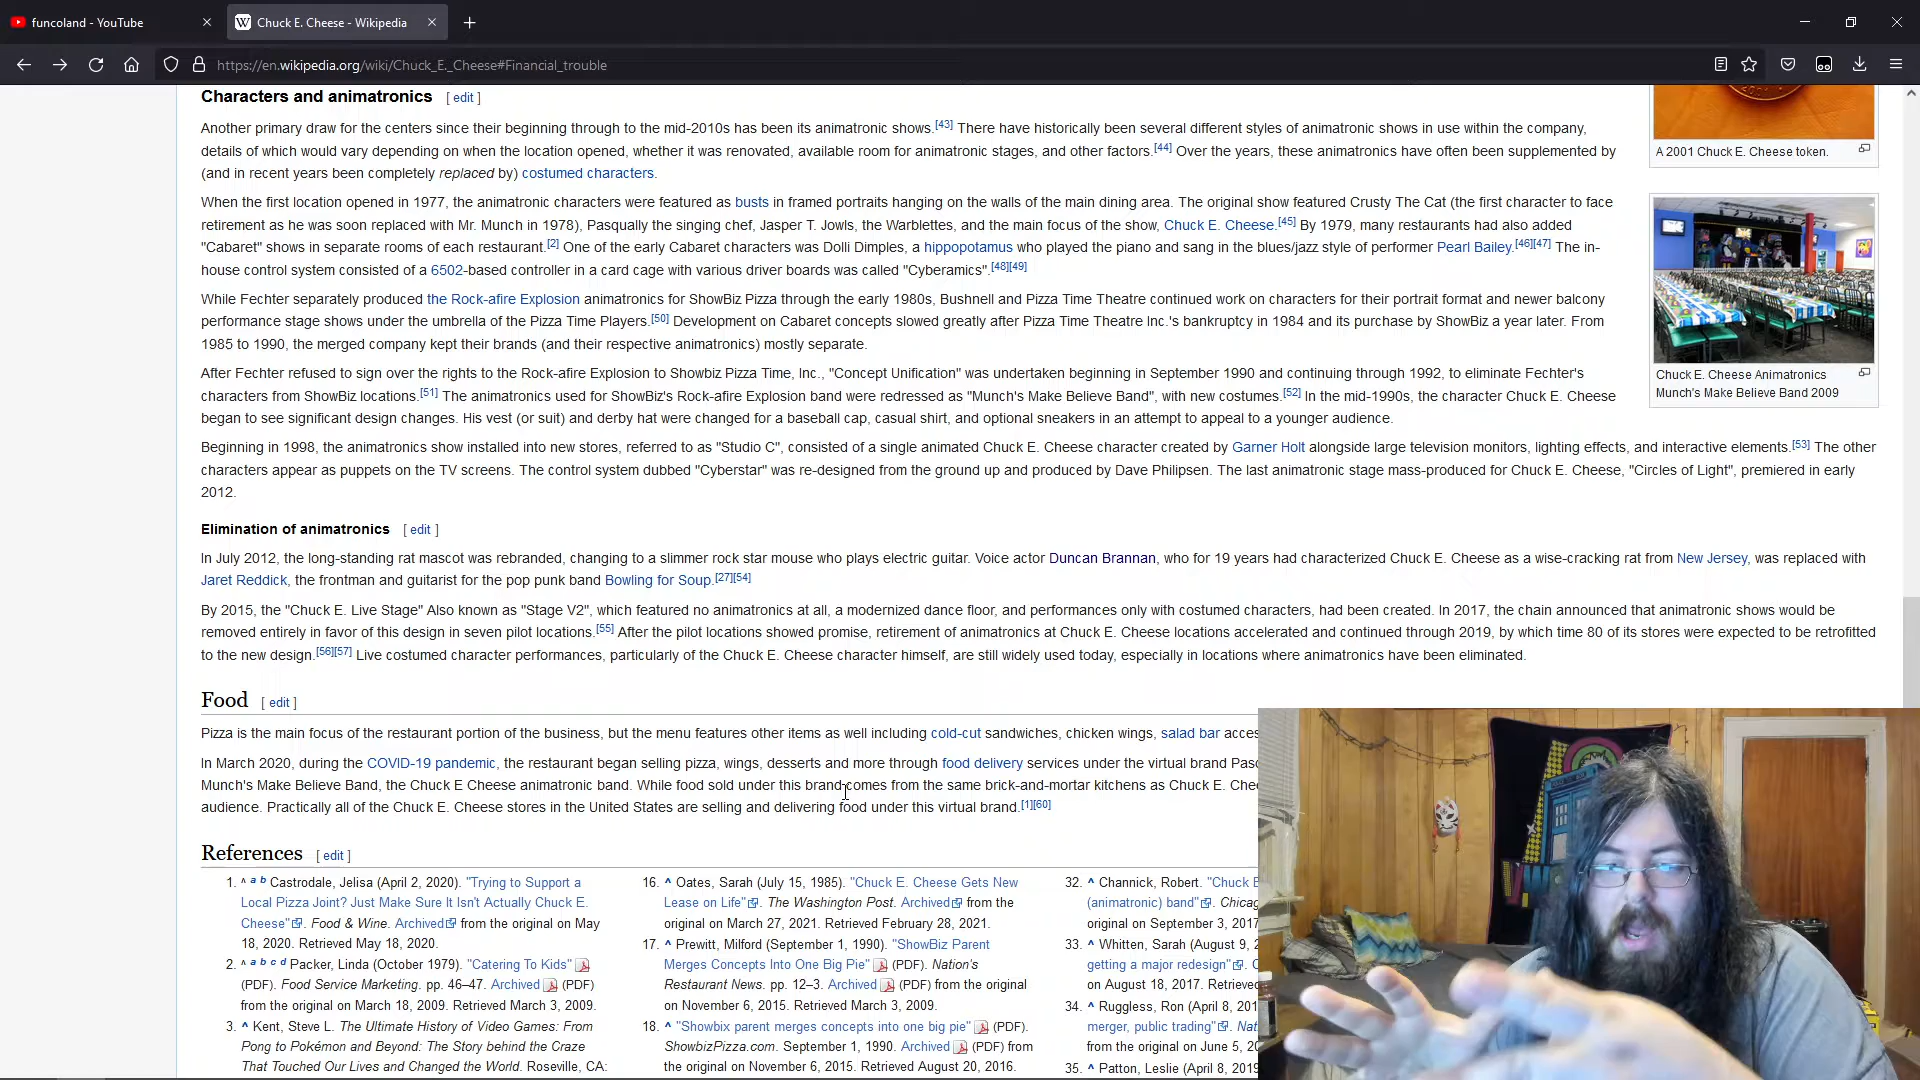 funcoland - YouTube
Chuck E. Cheese - Wikipedia
https://en.wikipedia.org/wiki/Chuck_E._Cheese#Financial_trouble
Characters and animatronics [ edit ]
Another primary draw for the centers since their beginning through to the mid-2010s has been its animatronic shows.[43] There have historically been several different styles of animatronic shows in use within the company,
details of which would vary depending on when the location opened, whether it was renovated, available room for animatronic stages, and other factors.[44] Over the years, these animatronics have often been supplemented by
(and in recent years been completely replaced by) costumed characters.
When the first location opened in 1977, the animatronic characters were featured as busts in framed portraits hanging on the walls of the main dining area. The original show featured Crusty The Cat (the first character to face
retirement as he was soon replaced with Mr. Munch in 1978), Pasqually the singing chef, Jasper T. Jowls, the Warblettes, and the main focus of the show, Chuck E. Cheese.[45] By 1979, many restaurants had also added
"Cabaret" shows in separate rooms of each restaurant.[2] One of the early Cabaret characters was Dolli Dimples, a hippopotamus who played the piano and sang in the blues/jazz style of performer Pearl Bailey.[46][47] The in-
house control system consisted of a 6502-based controller in a card cage with various driver boards was called "Cyberamics".[48][49]
While Fechter separately produced the Rock-afire Explosion animatronics for ShowBiz Pizza through the early 1980s, Bushnell and Pizza Time Theatre continued work on characters for their portrait format and newer balcony
performance stage shows under the umbrella of the Pizza Time Players.[50] Development on Cabaret concepts slowed greatly after Pizza Time Theatre Inc.'s bankruptcy in 1984 and its purchase by ShowBiz a year later. From
1985 to 1990, the merged company kept their brands (and their respective animatronics) mostly separate.
After Fechter refused to sign over the rights to the Rock-afire Explosion to Showbiz Pizza Time, Inc., "Concept Unification" was undertaken beginning in September 1990 and continuing through 1992, to eliminate Fechter's
characters from ShowBiz locations.[51] The animatronics used for ShowBiz's Rock-afire Explosion band were redressed as "Munch's Make Believe Band", with new costumes.[52] In the mid-1990s, the character Chuck E. Cheese
began to see significant design changes. His vest (or suit) and derby hat were changed for a baseball cap, casual shirt, and optional sneakers in an attempt to appeal to a younger audience.
Beginning in 1998, the animatronics show installed into new stores, referred to as "Studio C", consisted of a single animated Chuck E. Cheese character created by Garner Holt alongside large television monitors, lighting effects, and interactive elements.[53] The other
characters appear as puppets on the TV screens. The control system dubbed "Cyberstar" was re-designed from the ground up and produced by Dave Philipsen. The last animatronic stage mass-produced for Chuck E. Cheese, "Circles of Light", premiered in early
2012.
A 2001 Chuck E. Cheese token.
Chuck E. Cheese Animatronics
Munch's Make Believe Band 2009
Elimination of animatronics [ edit ]
In July 2012, the long-standing rat mascot was rebranded, changing to a slimmer rock star mouse who plays electric guitar. Voice actor Duncan Brannan, who for 19 years had characterized Chuck E. Cheese as a wise-cracking rat from New Jersey, was replaced with
Jaret Reddick, the frontman and guitarist for the pop punk band Bowling for Soup.[27][54]
By 2015, the "Chuck E. Live Stage" Also known as "Stage V2", which featured no animatronics at all, a modernized dance floor, and performances only with costumed characters, had been created. In 2017, the chain announced that animatronic shows would be
removed entirely in favor of this design in seven pilot locations.[55] After the pilot locations showed promise, retirement of animatronics at Chuck E. Cheese locations accelerated and continued through 2019, by which time 80 of its stores were expected to be retrofitted
to the new design.[56][57] Live costumed character performances, particularly of the Chuck E. Cheese character himself, are still widely used today, especially in locations where animatronics have been eliminated.
Food [ edit ]
Pizza is the main focus of the restaurant portion of the business, but the menu features other items as well including cold-cut sandwiches, chicken wings, salad bar
In March 2020, during the COVID-19 pandemic, the restaurant began selling pizza, wings, desserts and more through food delivery services under the virtual brand
Munch's Make Believe Band, the Chuck E Cheese animatronic band. While food sold under this brand comes from the same brick-and-mortar kitchens as Chuck E.
audience. Practically all of the Chuck E. Cheese stores in the United States are selling and delivering food under this virtual brand.[1][60]
References [ edit ]
1. ^ a b Castrodale, Jelisa (April 2, 2020). "Trying to Support a
Local Pizza Joint? Just Make Sure It Isn't Actually Chuck E.
Cheese". Food & Wine. Archived from the original on May
18, 2020. Retrieved May 18, 2020.
2. ^ a b c d Packer, Linda (October 1979). "Catering To Kids"
(PDF). Food Service Marketing. pp. 46–47. Archived (PDF)
from the original on March 18, 2009. Retrieved March 3, 2009.
3. ^ Kent, Steve L. The Ultimate History of Video Games: From
Pong to Pokémon and Beyond: The Story behind the Craze
That Touched Our Lives and Changed the World. Roseville, CA:
16. ^ Oates, Sarah (July 15, 1985). "Chuck E. Cheese Gets New
Lease on Life". The Washington Post. Archived from the
original on March 27, 2021. Retrieved February 28, 2021.
17. ^ Prewitt, Milford (September 1, 1990). "ShowBiz Parent
Merges Concepts Into One Big Pie" (PDF). Nation's
Restaurant News. pp. 12–3. Archived (PDF) from the original
on November 6, 2015. Retrieved March 3, 2009.
18. ^ "Showbix parent merges concepts into one big pie" (PDF).
ShowbizPizza.com. September 1, 1990. Archived (PDF) from
the original on November 6, 2015. Retrieved August 20, 2016.
32. ^ Channick, Robert. "Chuck E
(animatronic) band". 
original on September 3, 2017
33. ^ Whitten, Sarah (August 9, 2
getting a major redesign".
on August 18, 2017. Retrieved
34. ^ Ruggless, Ron (April 8, 201
merger, public trading".
from the original on June 5, 20
35. ^ Patton, Leslie (April 8, 2019